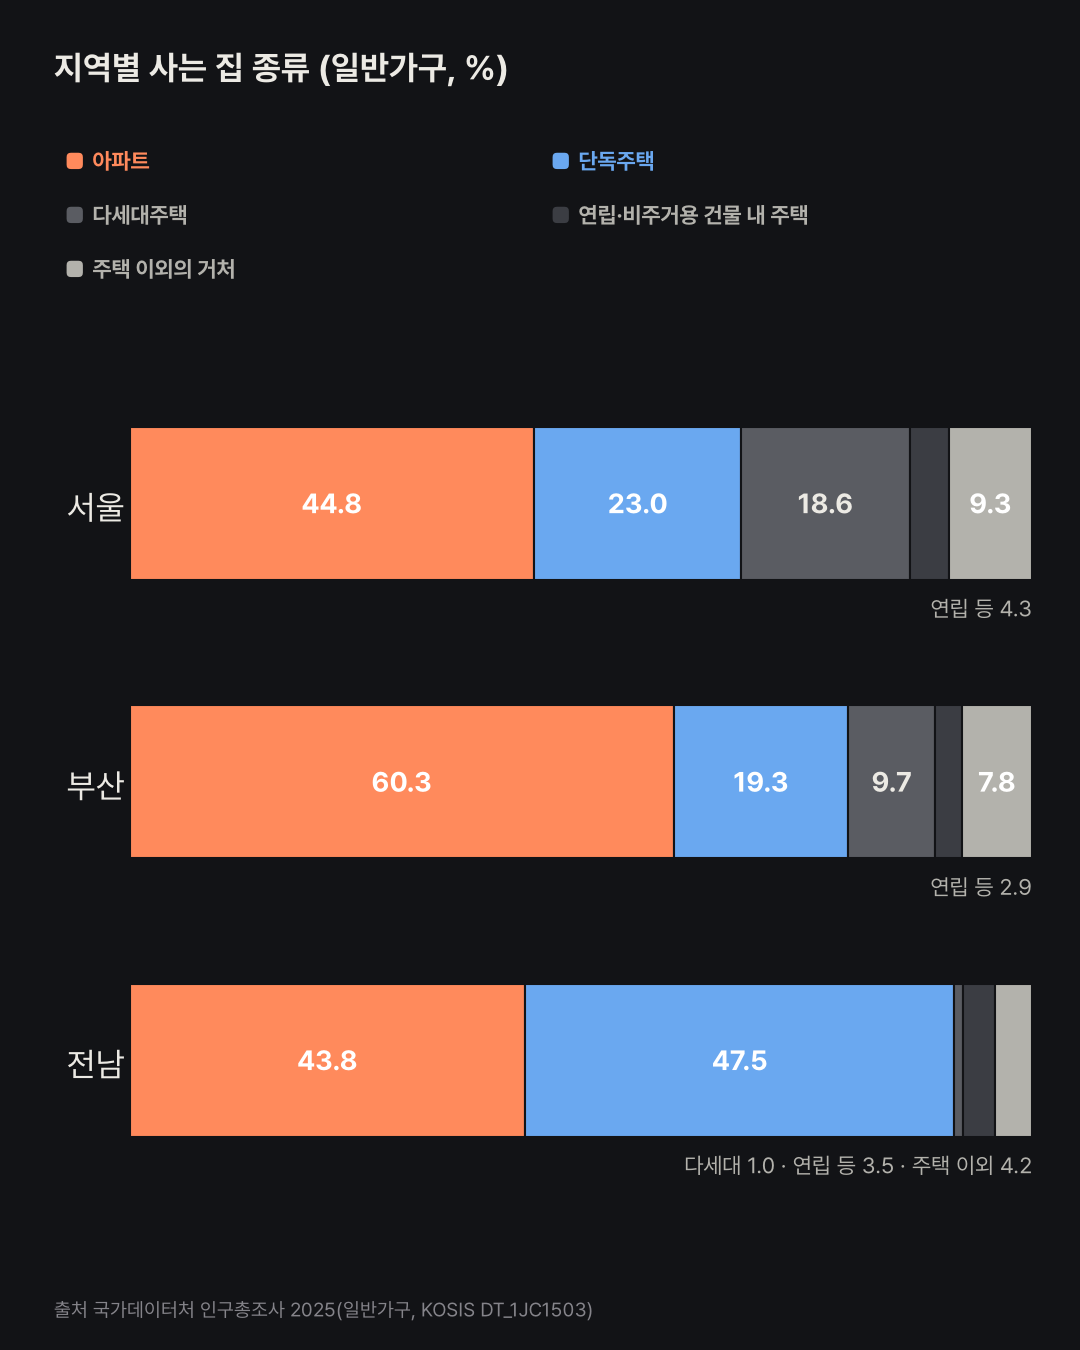 지역별 사는 집 종류 (일반가구, %)
아파트
단독주택
다세대주택
연립·비주거용 건물 내 주택
주택 이외의 거처
서울
44.8
23.0
18.6
9.3
연립 등 4.3
부산
60.3
19.3
9.7
7.8
연립 등 2.9
전남
43.8
47.5
다세대 1.0 · 연립 등 3.5 · 주택 이외 4.2
출처 국가데이터처 인구총조사 2025(일반가구, KOSIS DT_1JC1503)